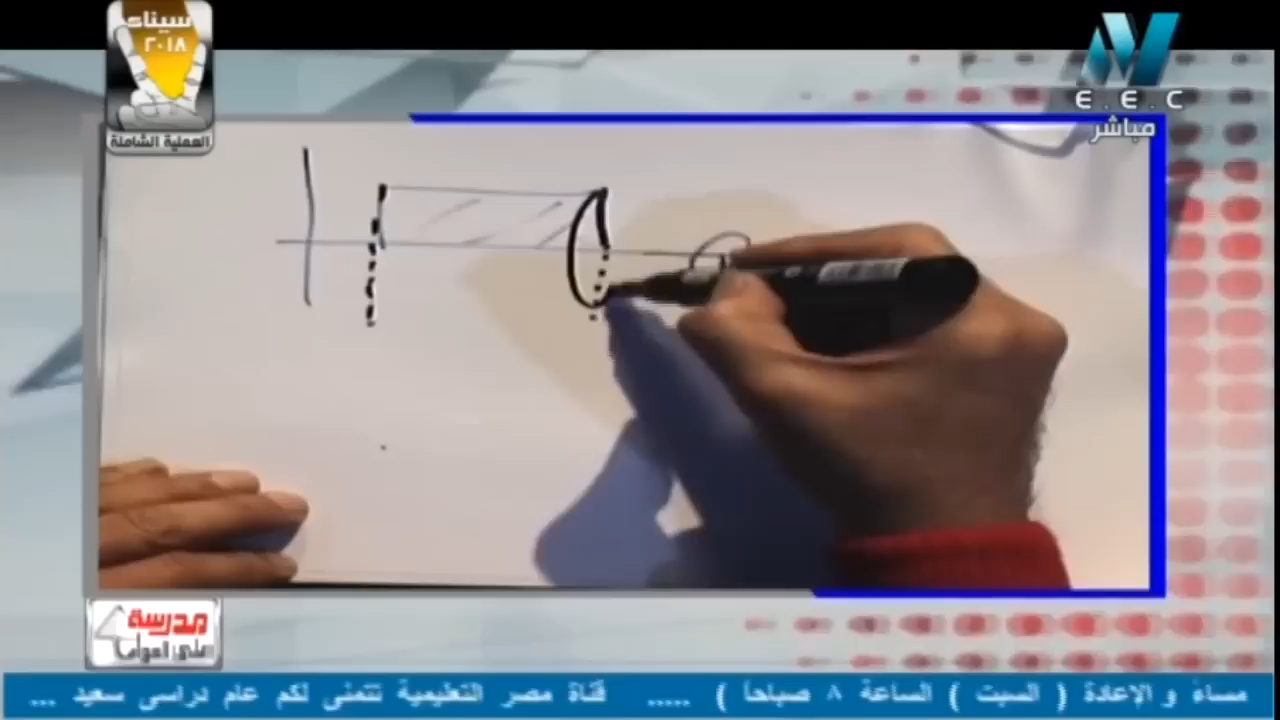 سيناء
٢٠١٨
العملية الشاملة
E.E.C
مباشر
مدرسة
على الهواء
مساءً و الإعادة ( السبت ) الساعة ٨ صباحاً ) ..... قناة مصر التعليمية تتمنى لكم عام دراسى سعيد ...